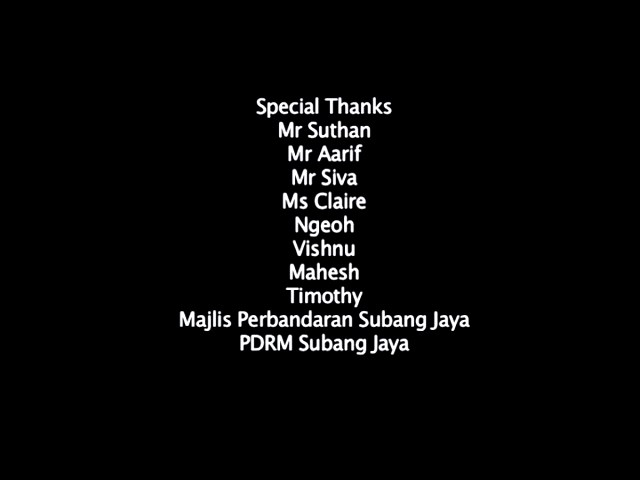 Special Thanks
Mr Suthan
Mr Aarif
Mr Siva
Ms Claire
Ngeoh
Vishnu
Mahesh
Timothy
Majlis Perbandaran Subang Jaya
PDRM Subang Jaya